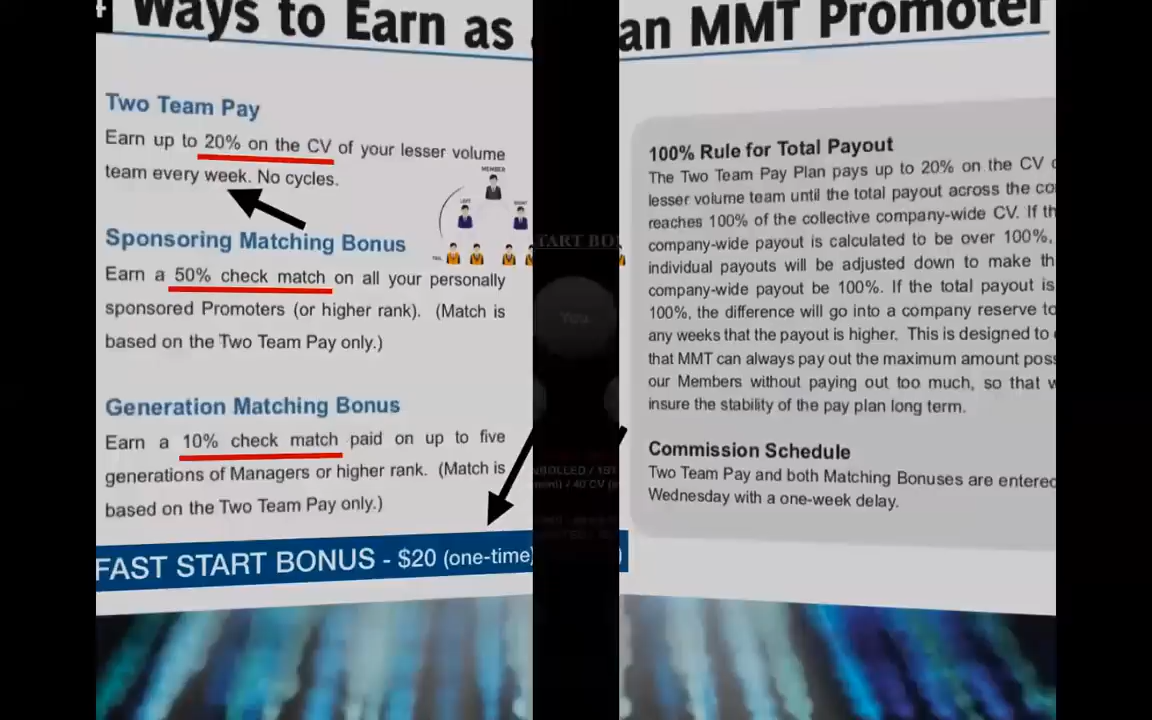 Ways to Earn as
an MMT Promoter
Two Team Pay
Earn up to 20% on the CV of your lesser volume
team every week. No cycles.
MEMBER
LEFT
RIGHT
Sponsoring Matching Bonus
Earn a 50% check match on all your personally
sponsored Promoters (or higher rank). (Match is
based on the Two Team Pay only.)
Generation Matching Bonus
Earn a 10% check match paid on up to five
generations of Managers or higher rank. (Match is
based on the Two Team Pay only.)
FAST START BONUS - $20 (one-time)
TART BO
You
100% Rule for Total Payout
The Two Team Pay Plan pays up to 20% on the CV
lesser volume team until the total payout across the co
reaches 100% of the collective company-wide CV. If th
company-wide payout is calculated to be over 100%,
individual payouts will be adjusted down to make th
company-wide payout be 100%. If the total payout is
100%, the difference will go into a company reserve to
any weeks that the payout is higher. This is designed to
that MMT can always pay out the maximum amount poss
our Members without paying out too much, so that w
insure the stability of the pay plan long term.
Commission Schedule
Two Team Pay and both Matching Bonuses are entered
Wednesday with a one-week delay.